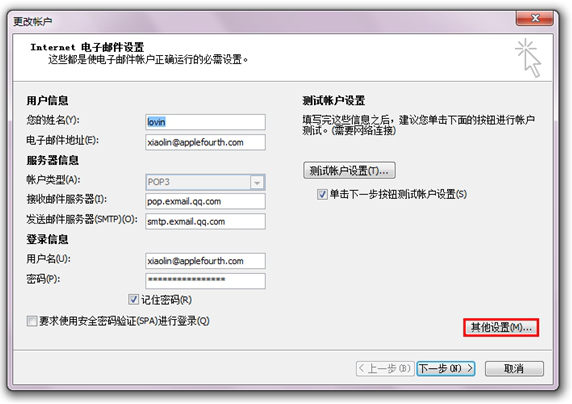 更改帐户
Internet 电子邮件设置
这些都是使电子邮件帐户正确运行的必需设置。
用户信息
您的姓名(Y):
lovin
电子邮件地址(E):
xiaolin@applefourth.com
服务器信息
帐户类型(A):
POP3
接收邮件服务器(I):
pop.exmail.qq.com
发送邮件服务器(SMTP)(O):
smtp.exmail.qq.com
登录信息
用户名(U):
xiaolin@applefourth.com
密码(P):
****************
记住密码(R)
要求使用安全密码验证(SPA)进行登录(Q)
测试帐户设置
填写完这些信息之后，建议您单击下面的按钮进行帐户
测试。(需要网络连接)
测试帐户设置(T)...
单击下一步按钮测试帐户设置(S)
其他设置(M)...
< 上一步(B)
下一步(N) >
取消